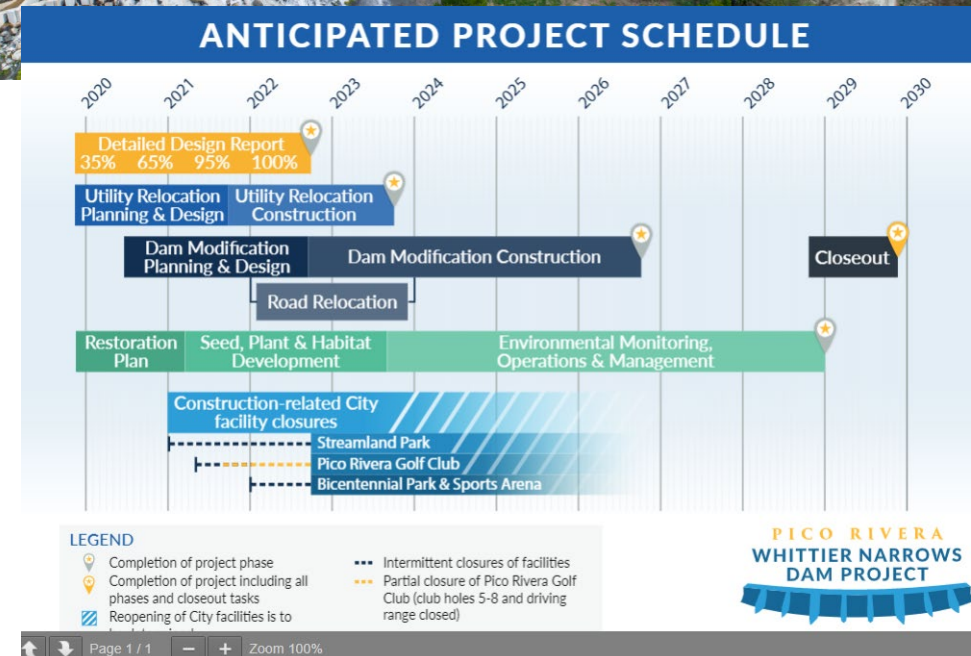 ANTICIPATED PROJECT SCHEDULE
2020 2021 2022 2023 2024 2025 2026 2027 2028 2029 2030
Detailed Design Report
35% 65% 95% 100%
Utility Relocation
Planning & Design
Utility Relocation
Construction
Dam Modification
Planning & Design
Dam Modification Construction
Closeout
Road Relocation
Restoration
Plan
Seed, Plant & Habitat
Development
Environmental Monitoring,
Operations & Management
Construction-related City
facility closures
Streamland Park
Pico Rivera Golf Club
Bicentennial Park & Sports Arena
LEGEND
Completion of project phase
Completion of project including all
phases and closeout tasks
Reopening of City facilities is to
Intermittent closures of facilities
Partial closure of Pico Rivera Golf
Club (club holes 5-8 and driving
range closed)
PICO RIVERA
WHITTIER NARROWS
DAM PROJECT
Page 1 / 1 Zoom 100%